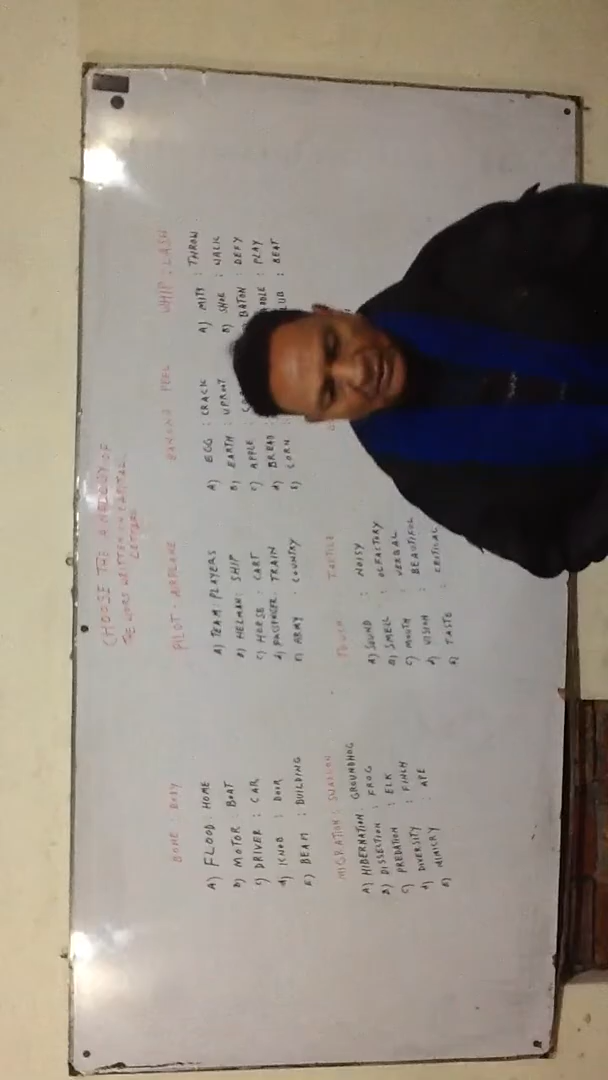 CHOOSE THE ANALOGY OF
THE WORD WRITTEN IN CAPITAL
LETTERS
BONE : BODY
A) FLOOD : HOME
B) MOTOR : BOAT
C) DRIVER : CAR
d) KNOB : DOOR
E) BEAM : BUILDING
PILOT : AIRPLANE
A) TEAM : PLAYERS
B) HELMAN : SHIP
C) HORSE : CART
d) PASSENGER : TRAIN
E) ARMY : COUNTRY
BANANA PEEL
A) EGG : CRACK
B) EARTH : UPROOT
C) APPLE :
d) BREAD
E) CORN :
WHIP : LASH
A) MITT : THROW
B) SHOE : WALK
BATON : DEFY
: PLAY
: BEAT
MIGRATION : SWALLOW
A) HIBERNATION : GROUNDHOG
B) DISSECTION : FROG
C) PREDATION : ELK
d) DIVERSITY : FINCH
E) MIMICRY : APE
TOUCH : TACTILE
A) SOUND : NOISY
B) SMELL : OLFACTORY
C) MOUTH : VERBAL
d) VISION : BEAUTIFUL
E) TASTE : CRITICAL